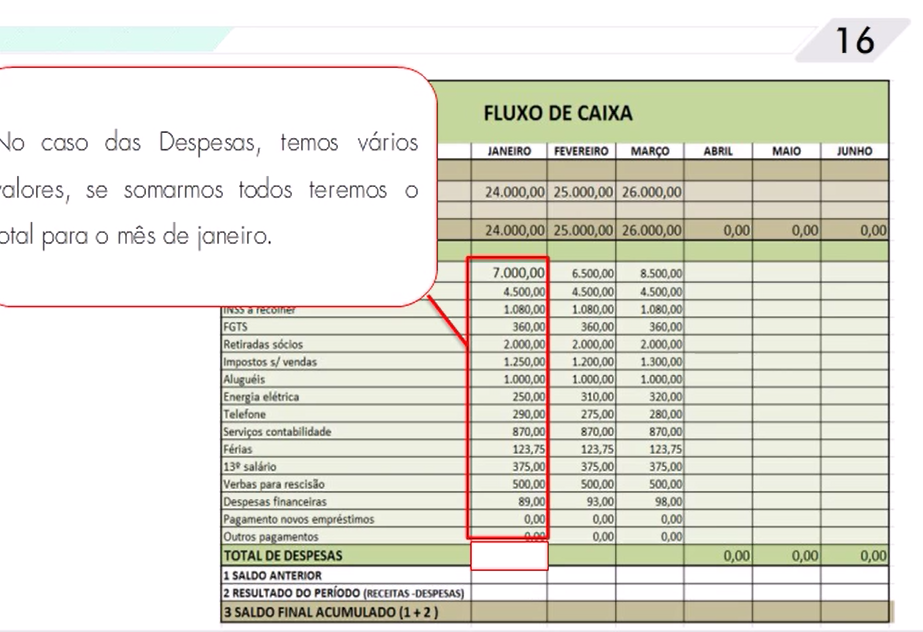 16
No caso das Despesas, temos vários
valores, se somarmos todos teremos o
total para o mês de janeiro.
FLUXO DE CAIXA
JANEIRO FEVEREIRO MARÇO ABRIL MAIO JUNHO
24.000,00 25.000,00 26.000,00
24.000,00 25.000,00 26.000,00 0,00 0,00 0,00
7.000,00 6.500,00 8.500,00
4.500,00 4.500,00 4.500,00
INSS a recolher 1.080,00 1.080,00 1.080,00
FGTS 360,00 360,00 360,00
Retiradas sócios 2.000,00 2.000,00 2.000,00
Impostos s/ vendas 1.250,00 1.200,00 1.300,00
Aluguéis 1.000,00 1.000,00 1.000,00
Energia elétrica 250,00 310,00 320,00
Telefone 290,00 275,00 280,00
Serviços contabilidade 870,00 870,00 870,00
Férias 123,75 123,75 123,75
13º salário 375,00 375,00 375,00
Verbas para rescisão 500,00 500,00 500,00
Despesas financeiras 89,00 93,00 98,00
Pagamento novos empréstimos 0,00 0,00 0,00
Outros pagamentos 0,00 0,00 0,00
TOTAL DE DESPESAS 0,00 0,00 0,00
1 SALDO ANTERIOR
2 RESULTADO DO PERÍODO (RECEITAS -DESPESAS)
3 SALDO FINAL ACUMULADO (1 + 2 )